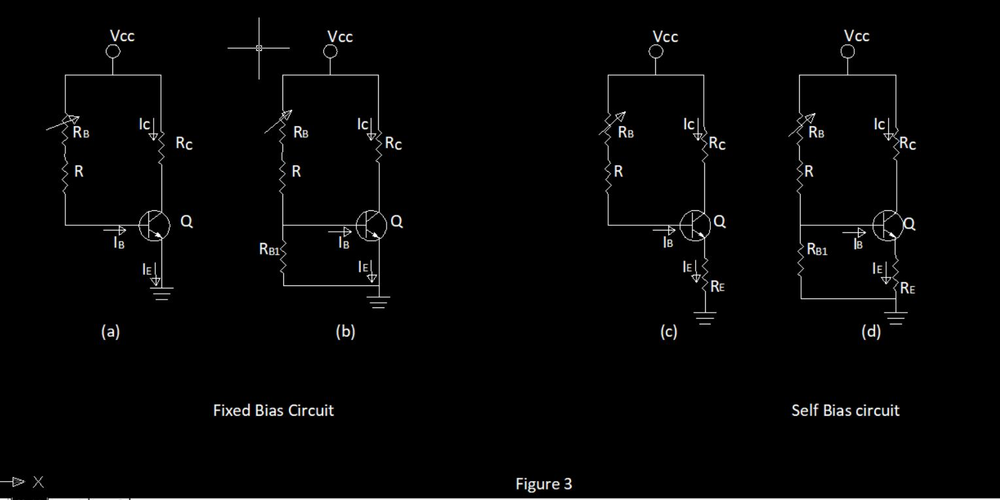 Vcc
RB
R
Ic
Rc
Q
IB
IE
(a)
Vcc
RB
R
Ic
Rc
Q
IB
RB1
IE
(b)
Vcc
RB
R
Ic
Rc
Q
IB
IE
RE
(c)
Vcc
RB
R
Ic
Rc
Q
IB
RB1
IE
RE
(d)
Fixed Bias Circuit
Self Bias circuit
X
Figure 3